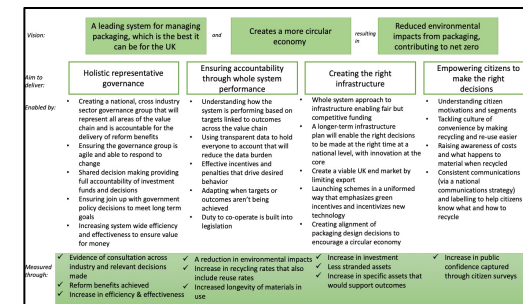 Vision:
A leading system for managing
packaging, which is the best it
can be for the UK
and
Creates a more circular
economy
resulting
in
Reduced environmental
impacts from packaging,
contributing to net zero
Aim to
deliver:
Holistic representative
governance
Ensuring accountability
through whole system
performance
Creating the right
infrastructure
Empowering citizens to
make the right
decisions
Enabled by:
• Creating a national, cross industry
sector governance group that will
represent all areas of the value
chain and is accountable for the
delivery of reform benefits
• Ensuring the governance group is
agile and able to respond to
change
• Shared decision making providing
full accountability of investment
funds and decisions
• Ensuring join up with government
policy decisions to meet long term
goals
• Increasing system wide efficiency
and effectiveness to ensure value
for money
• Understanding how the
system is performing based on
targets linked to outcomes
across the value chain
• Using transparent data to hold
everyone to account that will
reduce the data burden
• Effective incentives and
penalties that drive desired
behavior
• Adapting when targets or
outcomes aren't being
achieved
• Duty to co-operate is built into
legislation
• Whole system approach to
infrastructure enabling fair but
competitive funding
• A longer-term infrastructure
plan will enable the right decisions
to be made at the right time at a
national level, with innovation at the
core
• Create a viable UK end market by
limiting export
• Launching schemes in a uniformed
way that emphasizes green
incentives and incentivizes new
technology
• Creating alignment of
packaging design decisions to
encourage a circular economy
• Understanding citizen
motivations and segments
• Tackling culture of
convenience by making
recycling and re-use easier
• Raising awareness of costs
and what happens to
material when recycled
• Consistent communications
(via a national
communications strategy)
and labelling to help citizens
know what and how to
recycle
Measured
through:
✓ Evidence of consultation across
industry and relevant decisions
made
✓ Reform benefits achieved
✓ Increase in efficiency & effectiveness
✓ A reduction in environmental impacts
✓ Increase in recycling rates that also
include reuse rates
✓ Increased longevity of materials in
use
✓ Increase in investment
✓ Less stranded assets
✓ Increase in specific assets that
would support outcomes
✓ Increase in public
confidence captured
through citizen surveys